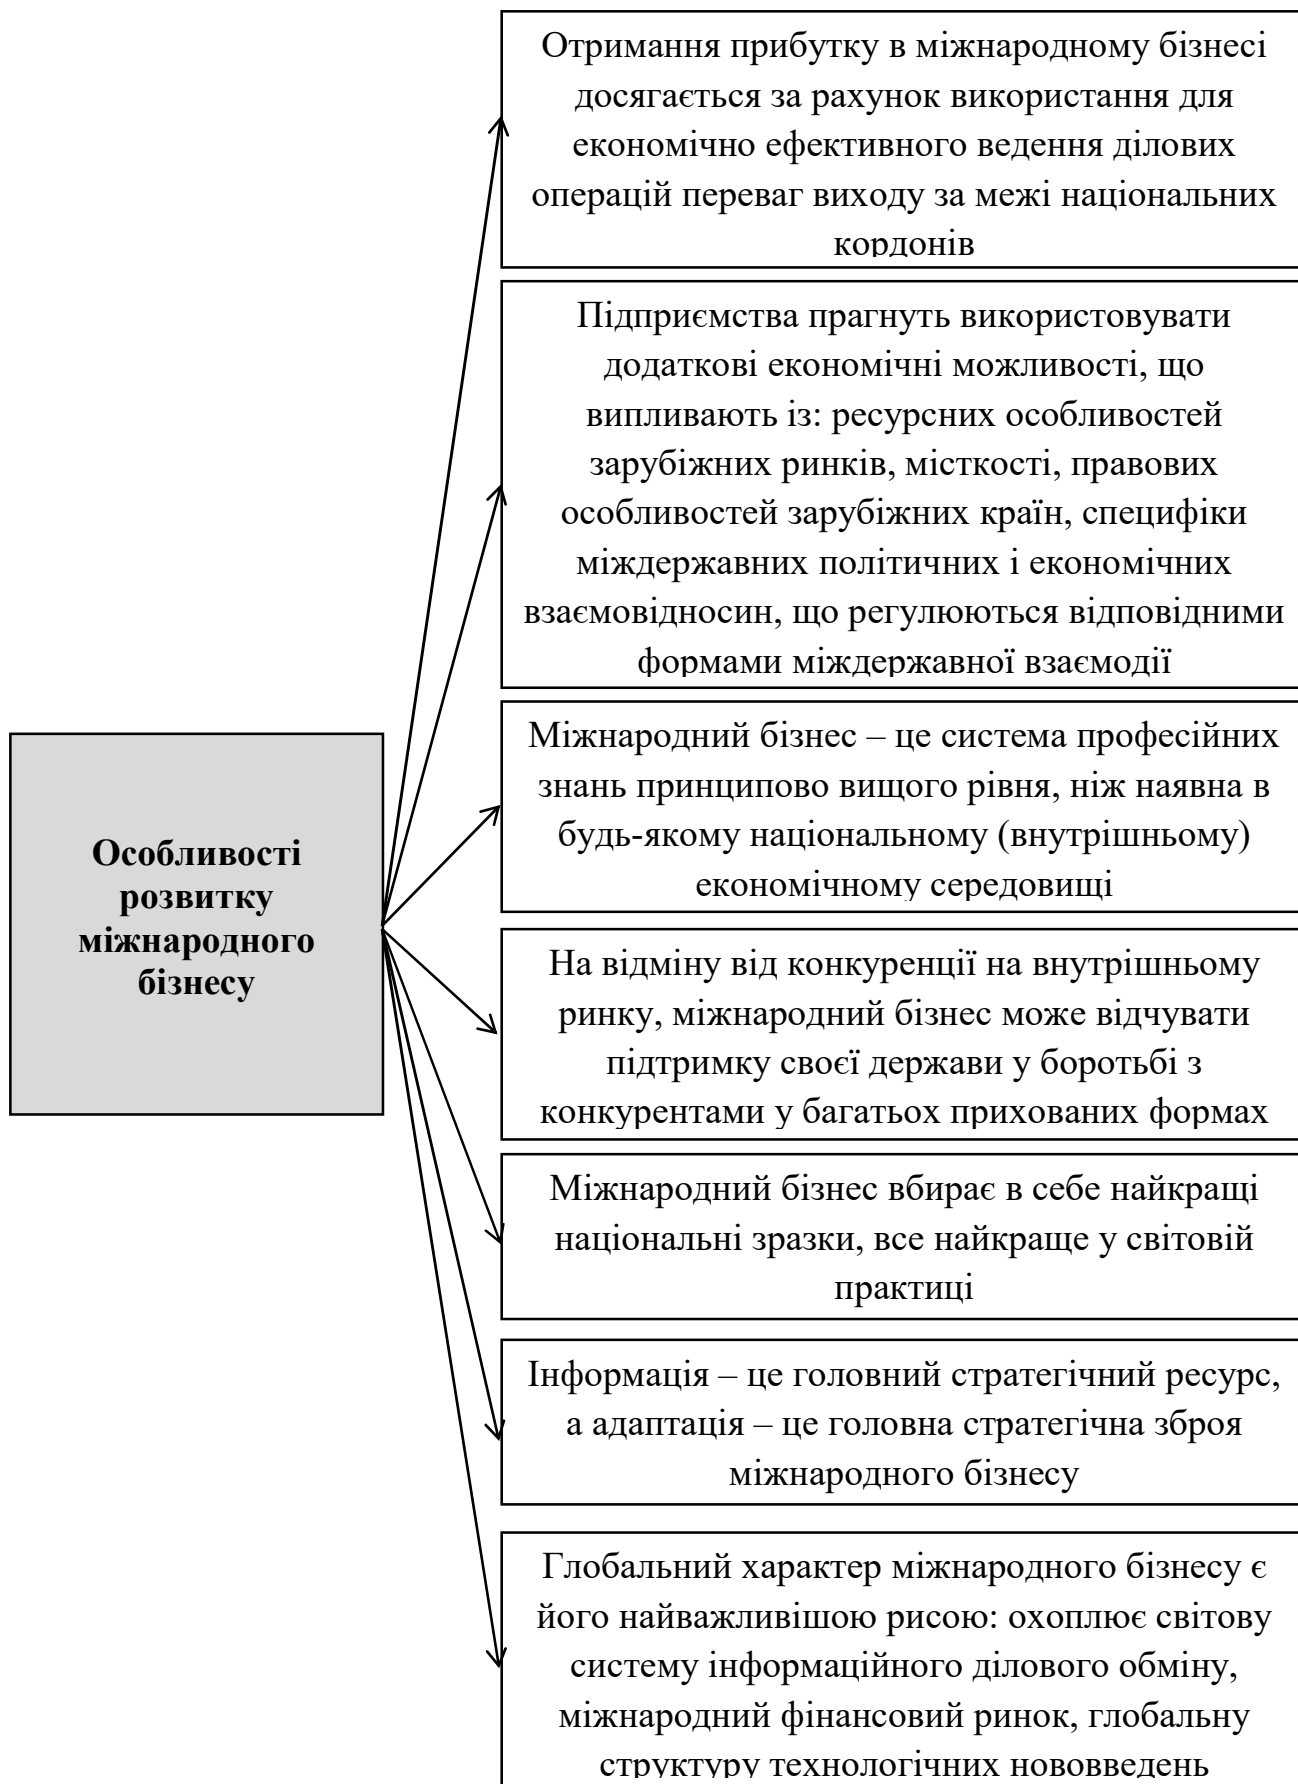 Отримання прибутку в міжнародному бізнесі
досягається за рахунок використання для
економічно ефективного ведення ділових
операцій переваг виходу за межі національних
кордонів
Підприємства прагнуть використовувати
додаткові економічні можливості, що
випливають із: ресурсних особливостей
зарубіжних ринків, місткості, правових
особливостей зарубіжних країн, специфіки
міждержавних політичних і економічних
взаємовідносин, що регулюються відповідними
формами міждержавної взаємодії
Особливості
розвитку
міжнародного
бізнесу
Міжнародний бізнес – це система професійних
знань принципово вищого рівня, ніж наявна в
будь-якому національному (внутрішньому)
економічному середовищі
На відміну від конкуренції на внутрішньому
ринку, міжнародний бізнес може відчувати
підтримку своєї держави у боротьбі з
конкурентами у багатьох прихованих формах
Міжнародний бізнес вбирає в себе найкращі
національні зразки, все найкраще у світовій
практиці
Інформація – це головний стратегічний ресурс,
а адаптація – це головна стратегічна зброя
міжнародного бізнесу
Глобальний характер міжнародного бізнесу є
його найважливішою рисою: охоплює світову
систему інформаційного ділового обміну,
міжнародний фінансовий ринок, глобальну
структуру технологічних нововведень